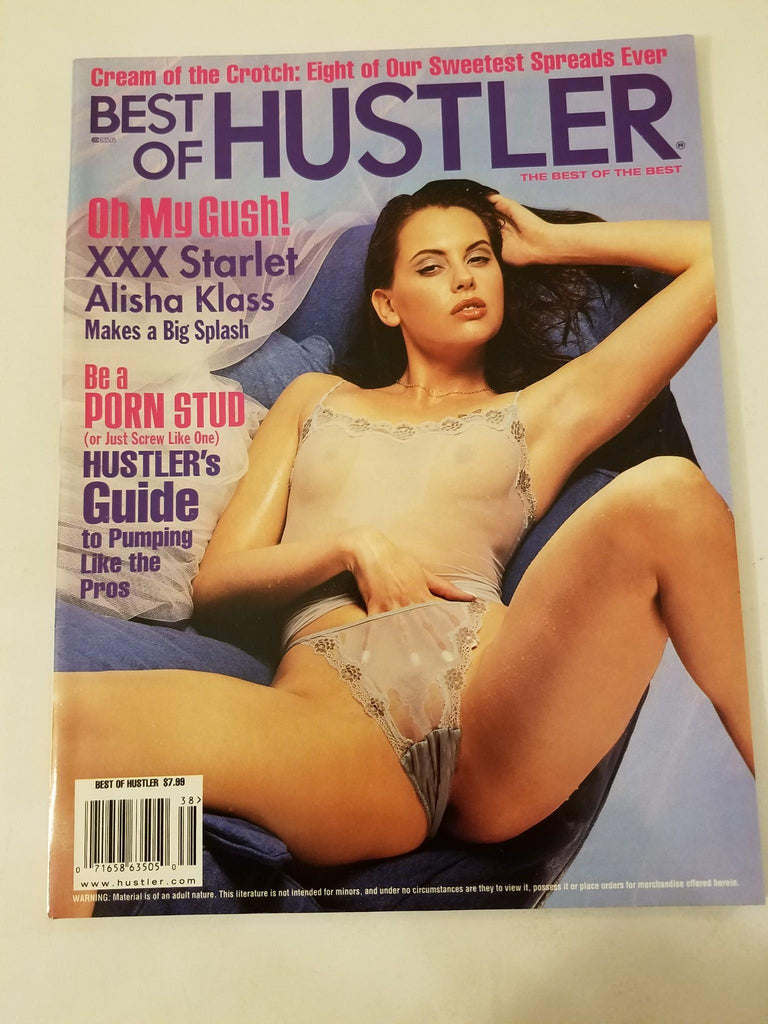 Cream of the Crotch: Eight of Our Sweetest Spreads Ever
BEST
OF HUSTLER®
63505
THE BEST OF THE BEST
Oh My Gush!
XXX Starlet
Alisha Klass
Makes a Big Splash
Be a
PORN STUD
(or Just Screw Like One)
HUSTLER's
Guide
to Pumping
Like the
Pros
BEST OF HUSTLER $7.99
38>
0 71658 63505 0
www.hustler.com
WARNING: Material is of an adult nature. This literature is not intended for minors, and under no circumstances are they to view it, possess it or place orders for merchandise offered herein.